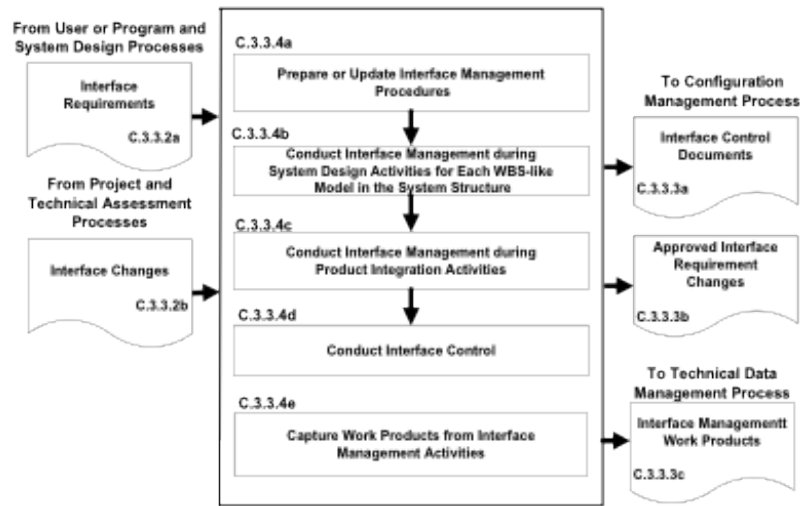 From User or Program and
System Design Processes
Interface
Requirements
C.3.3.2a
From Project and
Technical Assessment
Processes
Interface Changes
C.3.3.2b
C.3.3.4a
Prepare or Update Interface Management
Procedures
C.3.3.4b
Conduct Interface Management during
System Design Activities for Each WBS-like
Model in the System Structure
C.3.3.4c
Conduct Interface Management during
Product Integration Activities
C.3.3.4d
Conduct Interface Control
C.3.3.4e
Capture Work Products from Interface
Management Activities
To Configuration
Management Process
Interface Control
Documents
C.3.3.3a
Approved Interface
Requirement
Changes
C.3.3.3b
To Technical Data
Management Process
Interface Managementt
Work Products
C.3.3.3c